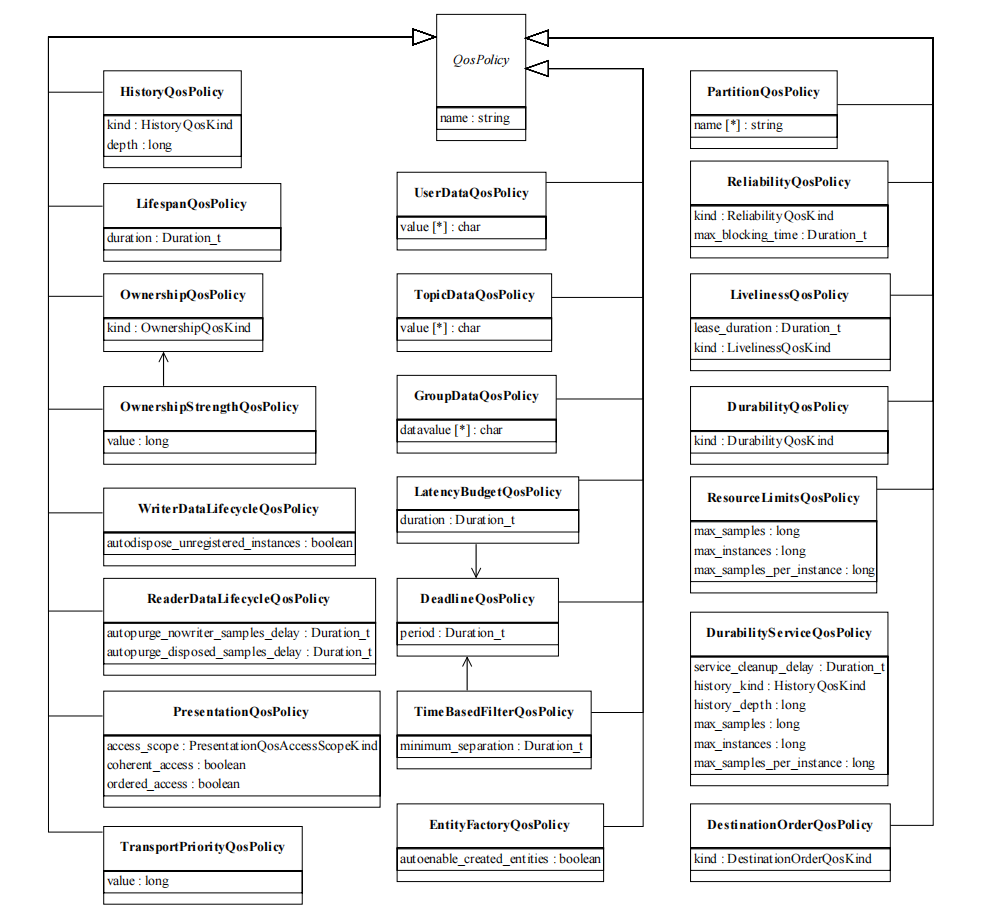 QosPolicy
name : string
HistoryQosPolicy
kind : HistoryQosKind
depth : long
LifespanQosPolicy
duration : Duration_t
OwnershipQosPolicy
kind : OwnershipQosKind
OwnershipStrengthQosPolicy
value : long
WriterDataLifecycleQosPolicy
autodispose_unregistered_instances : boolean
ReaderDataLifecycleQosPolicy
autopurge_nowriter_samples_delay : Duration_t
autopurge_disposed_samples_delay : Duration_t
PresentationQosPolicy
access_scope : PresentationQosAccessScopeKind
coherent_access : boolean
ordered_access : boolean
TransportPriorityQosPolicy
value : long
UserDataQosPolicy
value [*] : char
TopicDataQosPolicy
value [*] : char
GroupDataQosPolicy
datavalue [*] : char
LatencyBudgetQosPolicy
duration : Duration_t
DeadlineQosPolicy
period : Duration_t
TimeBasedFilterQosPolicy
minimum_separation : Duration_t
EntityFactoryQosPolicy
autoenable_created_entities : boolean
PartitionQosPolicy
name [*] : string
ReliabilityQosPolicy
kind : ReliabilityQosKind
max_blocking_time : Duration_t
LivelinessQosPolicy
lease_duration : Duration_t
kind : LivelinessQosKind
DurabilityQosPolicy
kind : DurabilityQosKind
ResourceLimitsQosPolicy
max_samples : long
max_instances : long
max_samples_per_instance : long
DurabilityServiceQosPolicy
service_cleanup_delay : Duration_t
history_kind : HistoryQosKind
history_depth : long
max_samples : long
max_instances : long
max_samples_per_instance : long
DestinationOrderQosPolicy
kind : DestinationOrderQosKind